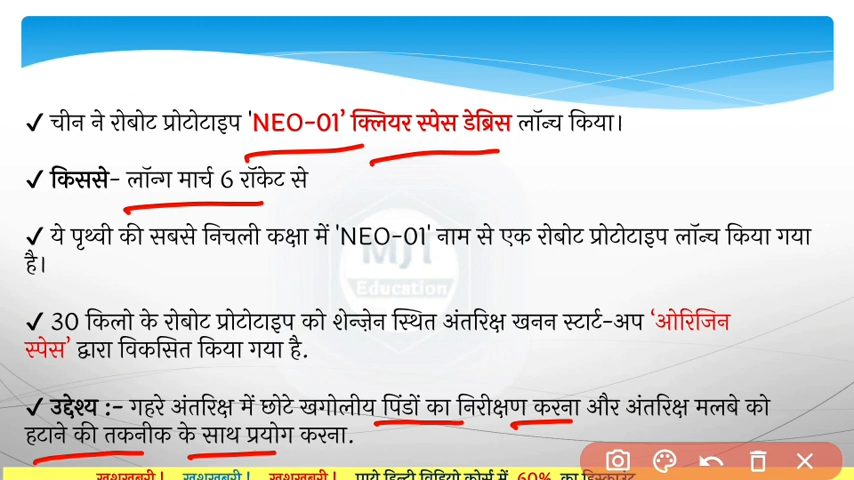 ✓ चीन ने रोबोट प्रोटोटाइप 'NEO-01’ क्लियर स्पेस डेब्रिस लॉन्च किया।
✓ किससे- लॉन्ग मार्च 6 रॉकेट से
✓ ये पृथ्वी की सबसे निचली कक्षा में 'NEO-01' नाम से एक रोबोट प्रोटोटाइप लॉन्च किया गया
है।
MJT
Education
✓ 30 किलो के रोबोट प्रोटोटाइप को शेन्ज़ेन स्थित अंतरिक्ष खनन स्टार्ट-अप ‘ओरिजिन
स्पेस’ द्वारा विकसित किया गया है.
✓ उद्देश्य :- गहरे अंतरिक्ष में छोटे खगोलीय पिंडों का निरीक्षण करना और अंतरिक्ष मलबे को
हटाने की तकनीक के साथ प्रयोग करना.
खुशखबरी ! खुशखबरी ! खुशखबरी ! पाये हिन्दी विडियो कोर्स में 60% का डिस्काउंट